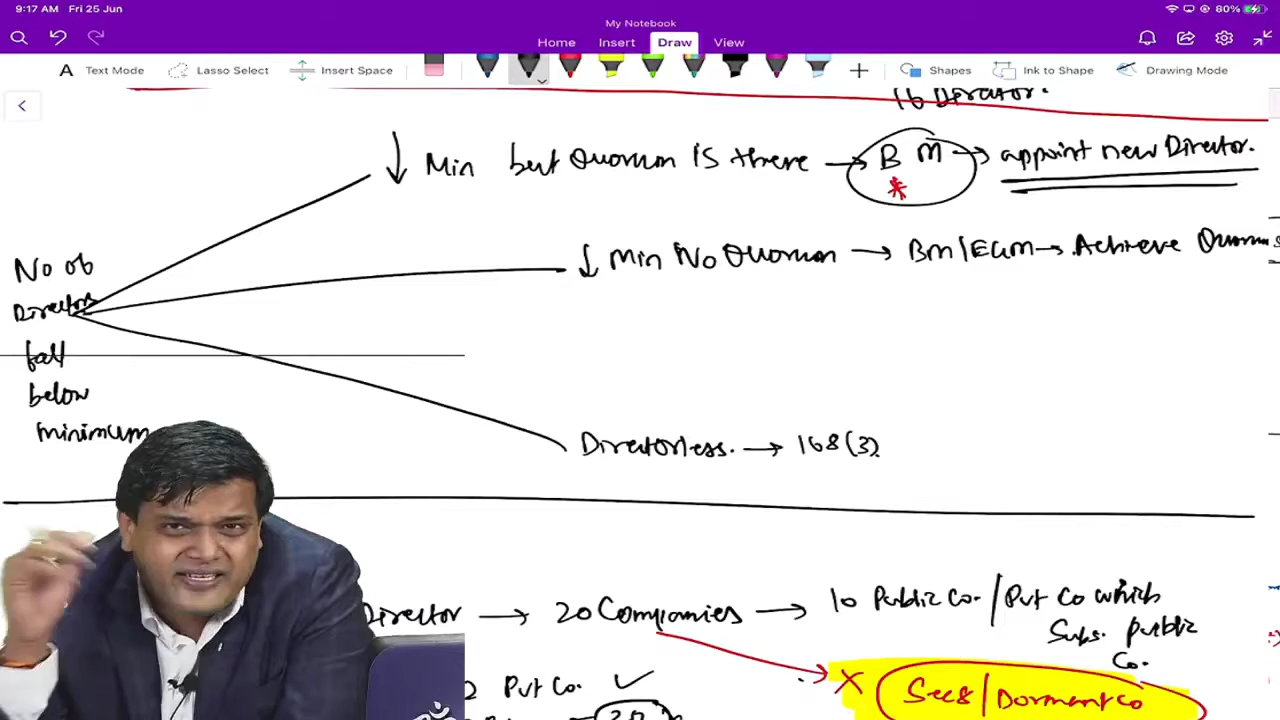 9:17 AM Fri 25 Jun
80%
My Notebook
Home Insert Draw View
A Text Mode Lasso Select Insert Space Shapes Ink to Shape Drawing Mode
16 Director.
↓ Min but Quorum is there → BM → appoint new Director.
*
↓ Min No Quorum → BM/EGM → Achieve Quorum
No of
Director
fall
below
minimum
Directorless. → 168(3)
Director → 20 Companies → 10 Public Co. / Pvt Co which
Subs. public
Co.
2 Pvt Co. ✓
X Sec 8 / Dormant Co
20